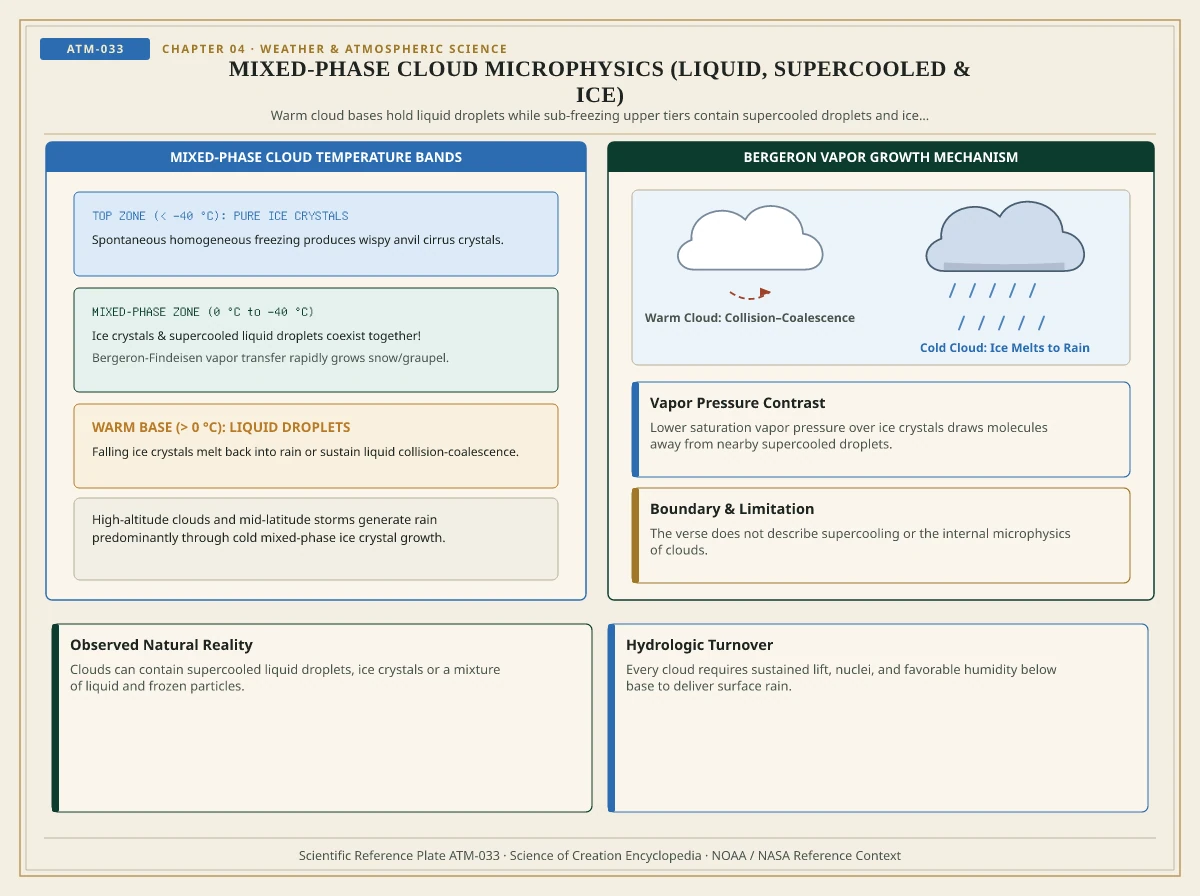 ATM-033
CHAPTER 04 · WEATHER & ATMOSPHERIC SCIENCE
MIXED-PHASE CLOUD MICROPHYSICS (LIQUID, SUPERCOOLED &
ICE)
Warm cloud bases hold liquid droplets while sub-freezing upper tiers contain supercooled droplets and ice...
MIXED-PHASE CLOUD TEMPERATURE BANDS
TOP ZONE (< −40 °C): PURE ICE CRYSTALS
Spontaneous homogeneous freezing produces wispy anvil cirrus crystals.
MIXED-PHASE ZONE (0 °C to −40 °C)
Ice crystals & supercooled liquid droplets coexist together!
Bergeron-Findeisen vapor transfer rapidly grows snow/graupel.
WARM BASE (> 0 °C): LIQUID DROPLETS
Falling ice crystals melt back into rain or sustain liquid collision-coalescence.
High-altitude clouds and mid-latitude storms generate rain
predominantly through cold mixed-phase ice crystal growth.
BERGERON VAPOR GROWTH MECHANISM
Warm Cloud: Collision–Coalescence
Cold Cloud: Ice Melts to Rain
Vapor Pressure Contrast
Lower saturation vapor pressure over ice crystals draws molecules
away from nearby supercooled droplets.
Boundary & Limitation
The verse does not describe supercooling or the internal microphysics
of clouds.
Observed Natural Reality
Clouds can contain supercooled liquid droplets, ice crystals or a mixture
of liquid and frozen particles.
Hydrologic Turnover
Every cloud requires sustained lift, nuclei, and favorable humidity below
base to deliver surface rain.
Scientific Reference Plate ATM-033 · Science of Creation Encyclopedia · NOAA / NASA Reference Context